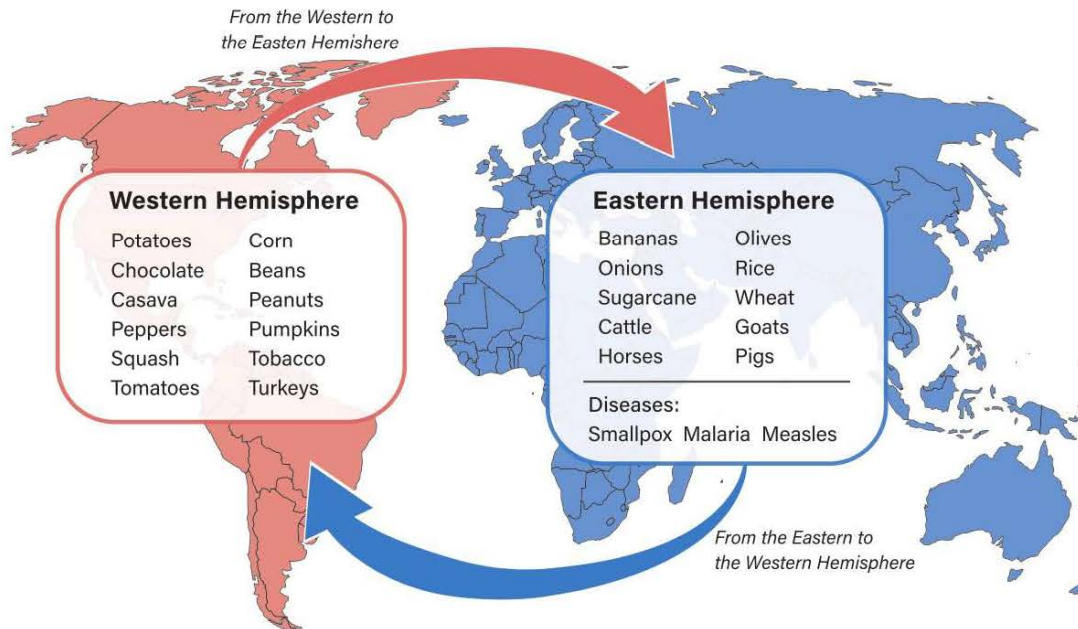 From the Western to
the Easten Hemishere
Western Hemisphere
Potatoes Corn
Chocolate Beans
Casava Peanuts
Peppers Pumpkins
Squash Tobacco
Tomatoes Turkeys
Eastern Hemisphere
Bananas Olives
Onions Rice
Sugarcane Wheat
Cattle Goats
Horses Pigs
Diseases:
Smallpox Malaria Measles
From the Eastern to
the Western Hemisphere